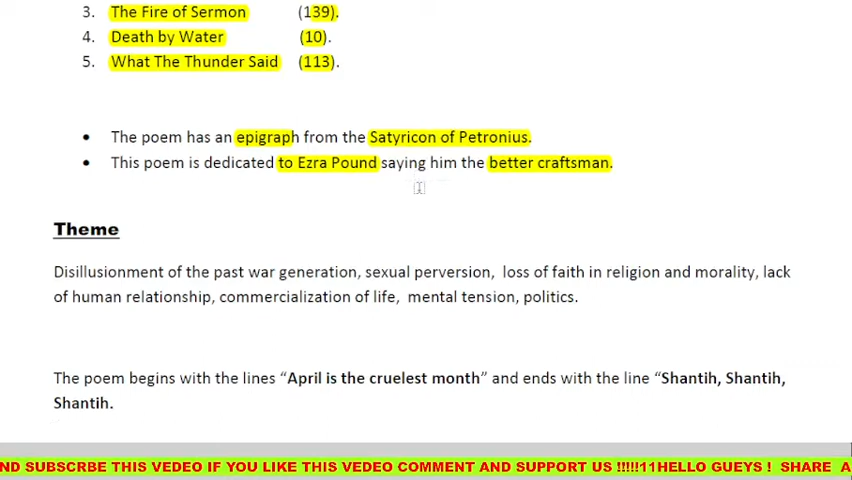 3. The Fire of Sermon (139).
4. Death by Water (10).
5. What The Thunder Said (113).
• The poem has an epigraph from the Satyricon of Petronius.
• This poem is dedicated to Ezra Pound saying him the better craftsman.
Theme
Disillusionment of the past war generation, sexual perversion, loss of faith in religion and morality, lack
of human relationship, commercialization of life, mental tension, politics.
The poem begins with the lines “April is the cruelest month” and ends with the line “Shantih, Shantih,
Shantih.
ND SUBSCRBE THIS VEDEO IF YOU LIKE THIS VEDEO COMMENT AND SUPPORT US !!!!!11HELLO GUEYS ! SHARE A